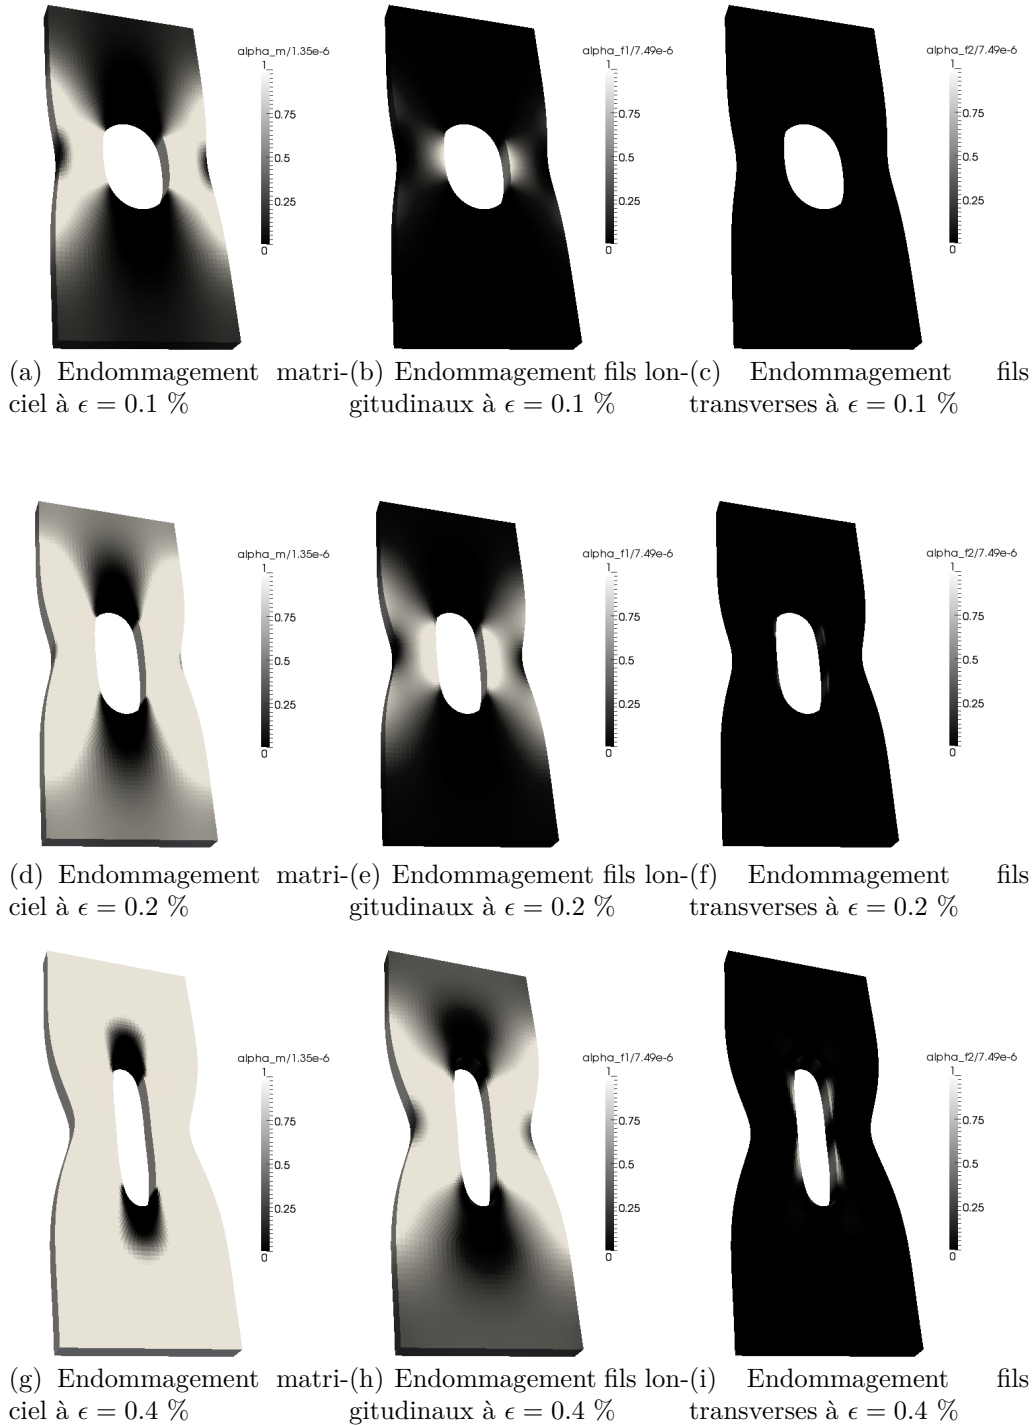 alpha_m/1.35e-6
1
0.75
0.5
0.25
0
alpha_f1/7.49e-6
1
0.75
0.5
0.25
0
alpha_f2/7.49e-6
1
0.75
0.5
0.25
0
(a) Endommagement matri-
ciel à ϵ = 0.1 %
(b) Endommagement fils lon-
gitudinaux à ϵ = 0.1 %
(c) Endommagement fils
transverses à ϵ = 0.1 %
alpha_m/1.35e-6
1
0.75
0.5
0.25
0
alpha_f1/7.49e-6
1
0.75
0.5
0.25
0
alpha_f2/7.49e-6
1
0.75
0.5
0.25
0
(d) Endommagement matri-
ciel à ϵ = 0.2 %
(e) Endommagement fils lon-
gitudinaux à ϵ = 0.2 %
(f) Endommagement fils
transverses à ϵ = 0.2 %
alpha_m/1.35e-6
1
0.75
0.5
0.25
0
alpha_f1/7.49e-6
1
0.75
0.5
0.25
0
alpha_f2/7.49e-6
1
0.75
0.5
0.25
0
(g) Endommagement matri-
ciel à ϵ = 0.4 %
(h) Endommagement fils lon-
gitudinaux à ϵ = 0.4 %
(i) Endommagement fils
transverses à ϵ = 0.4 %